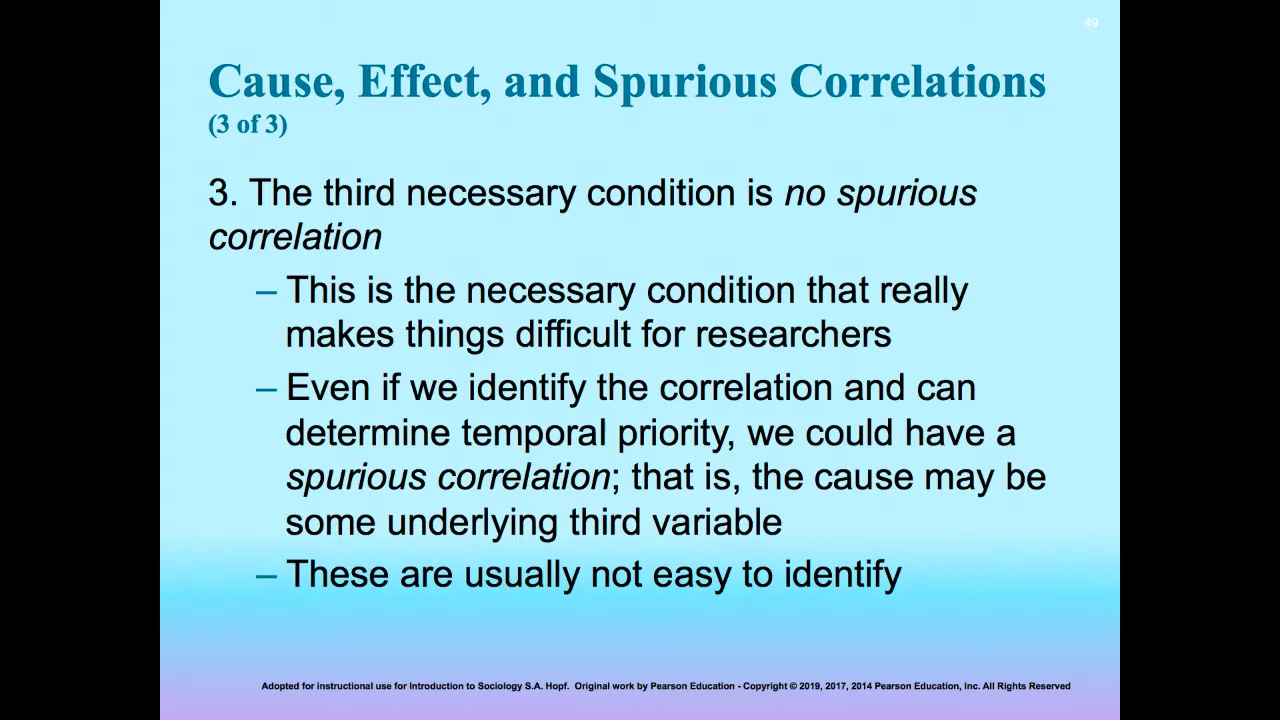 49
Cause, Effect, and Spurious Correlations
(3 of 3)
3. The third necessary condition is no spurious
correlation
– This is the necessary condition that really
makes things difficult for researchers
– Even if we identify the correlation and can
determine temporal priority, we could have a
spurious correlation; that is, the cause may be
some underlying third variable
– These are usually not easy to identify
Adopted for instructional use for Introduction to Sociology S.A. Hopf. Original work by Pearson Education - Copyright © 2019, 2017, 2014 Pearson Education, Inc. All Rights Reserved